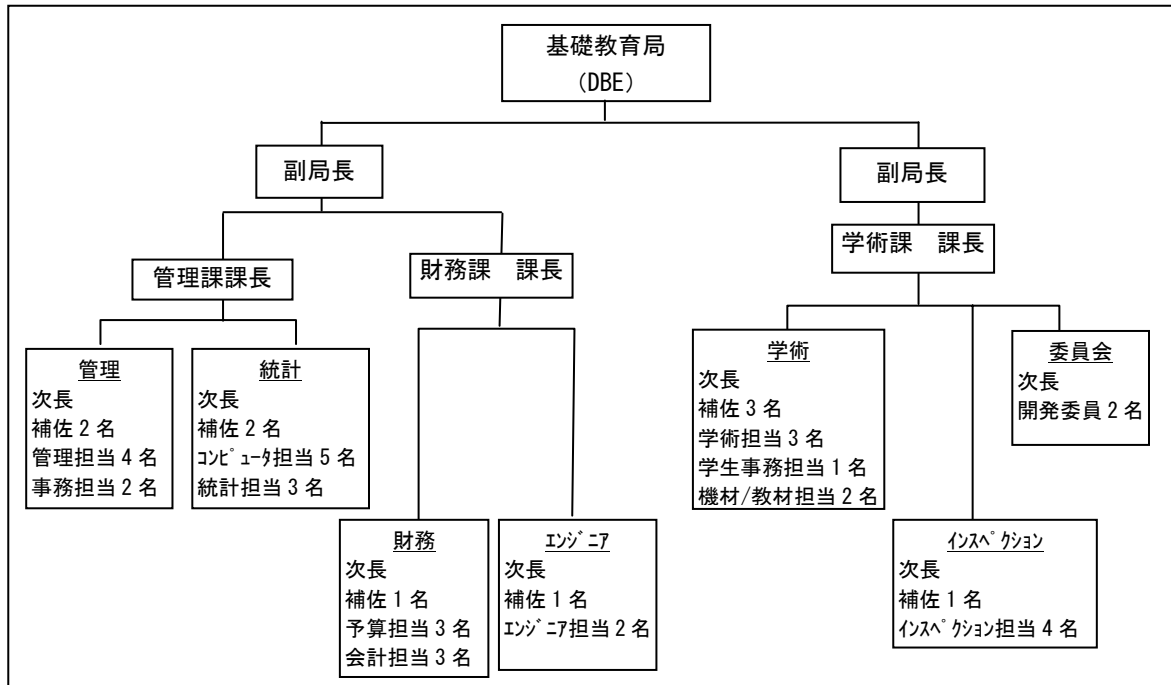 基礎教育局
(DBE)
副局長
副局長
管理課課長
財務課　課長
学術課　課長
管理
次長
補佐 2 名
管理担当 4 名
事務担当 2 名
統計
次長
補佐 2 名
ｺﾝﾋﾟｭｰﾀ担当 5 名
統計担当 3 名
学術
次長
補佐 3 名
学術担当 3 名
学生事務担当 1 名
機材/教材担当 2 名
委員会
次長
開発委員 2 名
財務
次長
補佐 1 名
予算担当 3 名
会計担当 3 名
ｴﾝｼﾞﾆｱ
次長
補佐 1 名
ｴﾝｼﾞﾆｱ担当 2 名
ｲﾝｽﾍﾟｸｼｮﾝ
次長
補佐 1 名
ｲﾝｽﾍﾟｸｼｮﾝ担当 4 名